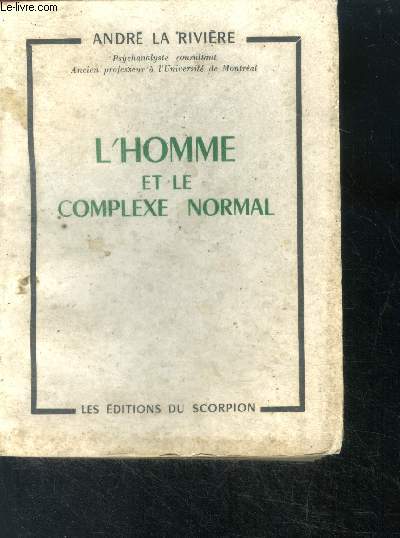 www.le-livre.com
ANDRÉ LA RIVIÈRE
Psychanalyste consultant
Ancien professeur à l'Université de Montréal
L'HOMME
ET LE
COMPLEXE NORMAL
LES ÉDITIONS DU SCORPION